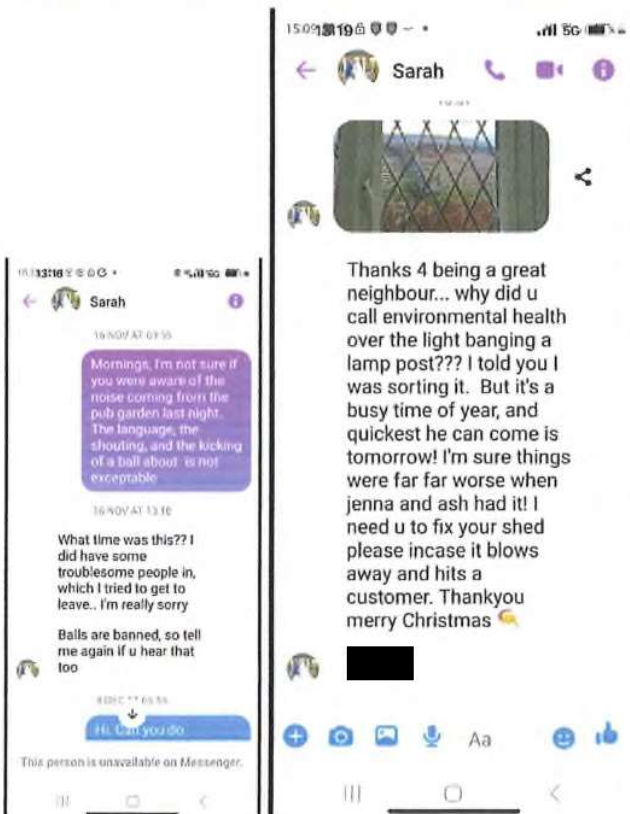 Sarah
16 NOV AT 09:55
Mornings, I'm not sure if
you were aware of the
noise coming from the
pub garden last night.
The language, the
shouting, and the kicking
of a ball about is not
exceptable
16 NOV AT 13:18
What time was this?? I
did have some
troublesome people in,
which I tried to get to
leave.. I'm really sorry
Balls are banned, so tell
me again if u hear that
too
Hi. Can you do
This person is unavailable on Messenger.
15:09
5G
Sarah
Thanks 4 being a great
neighbour... why did u
call environmental health
over the light banging a
lamp post??? I told you I
was sorting it. But it's a
busy time of year, and
quickest he can come is
tomorrow! I'm sure things
were far far worse when
jenna and ash had it! I
need u to fix your shed
please incase it blows
away and hits a
customer. Thankyou
merry Christmas
Aa